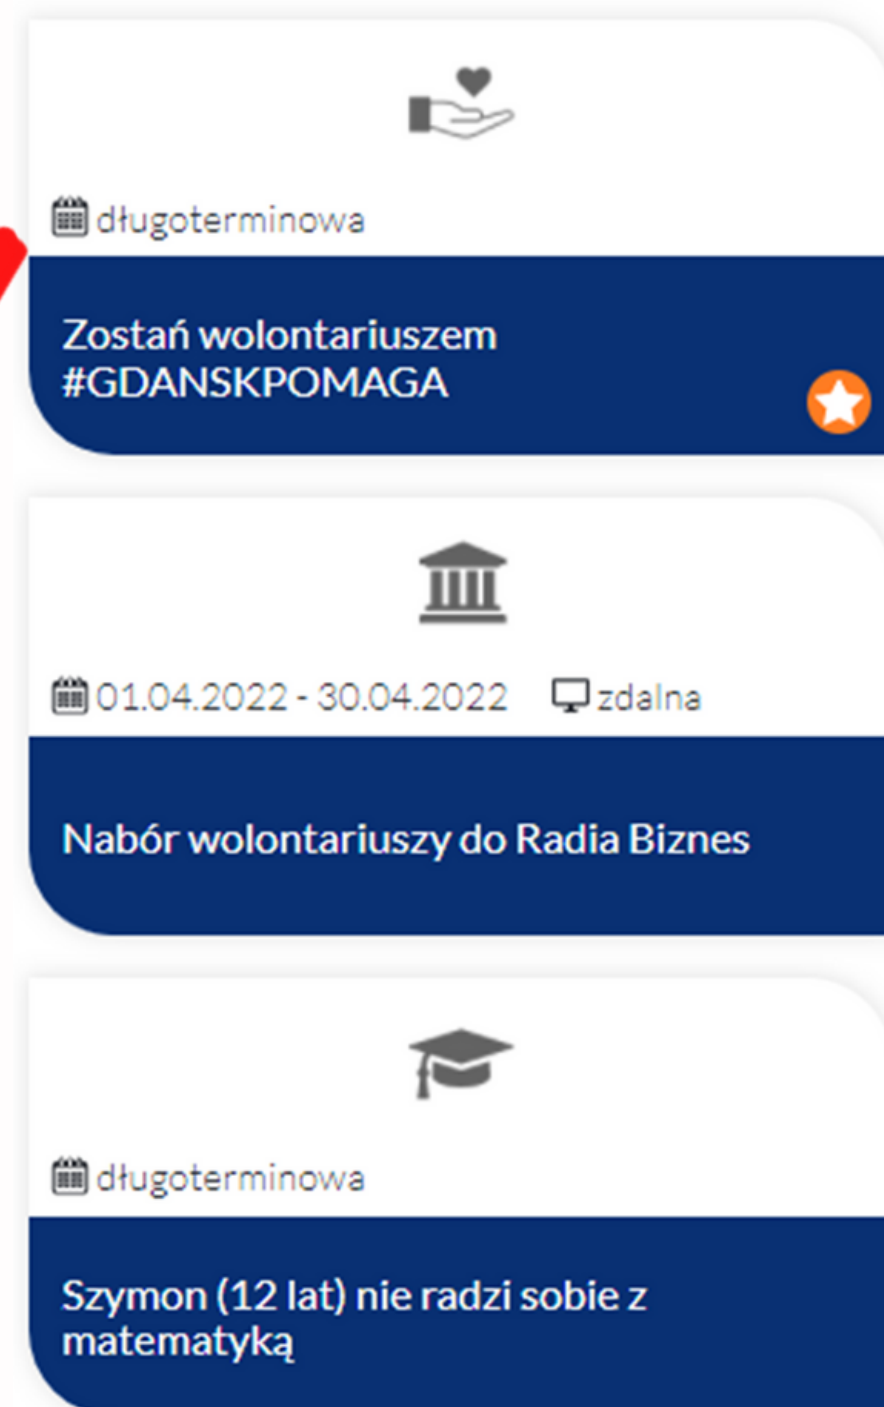 długoterminowa
Zostań wolontariuszem
#GDANSKPOMAGA
01.04.2022 - 30.04.2022 zdalna
Nabór wolontariuszy do Radia Biznes
długoterminowa
Szymon (12 lat) nie radzi sobie z
matematyką